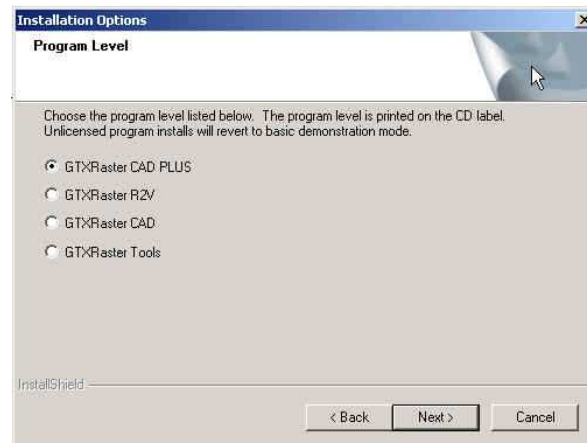 Installation Options
Program Level
Choose the program level listed below. The program level is printed on the CD label.
Unlicensed program installs will revert to basic demonstration mode.
GTXRaster CAD PLUS
GTXRaster R2V
GTXRaster CAD
GTXRaster Tools
InstallShield
< Back Next > Cancel